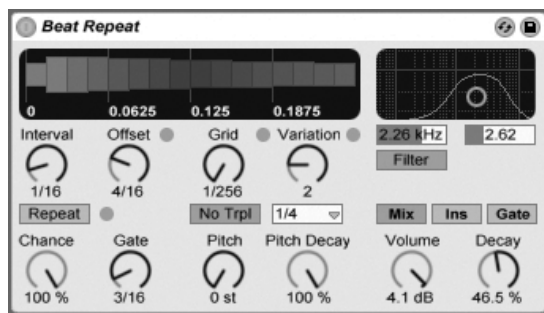 Beat Repeat
0 0.0625 0.125 0.1875
2.26 kHz 2.62
Filter
Interval Offset Grid Variation
1/16 4/16 1/256 2
Repeat No Trpl 1/4 Mix Ins Gate
Chance Gate Pitch Pitch Decay Volume Decay
100 % 3/16 0 st 100 % 4.1 dB 46.5 %